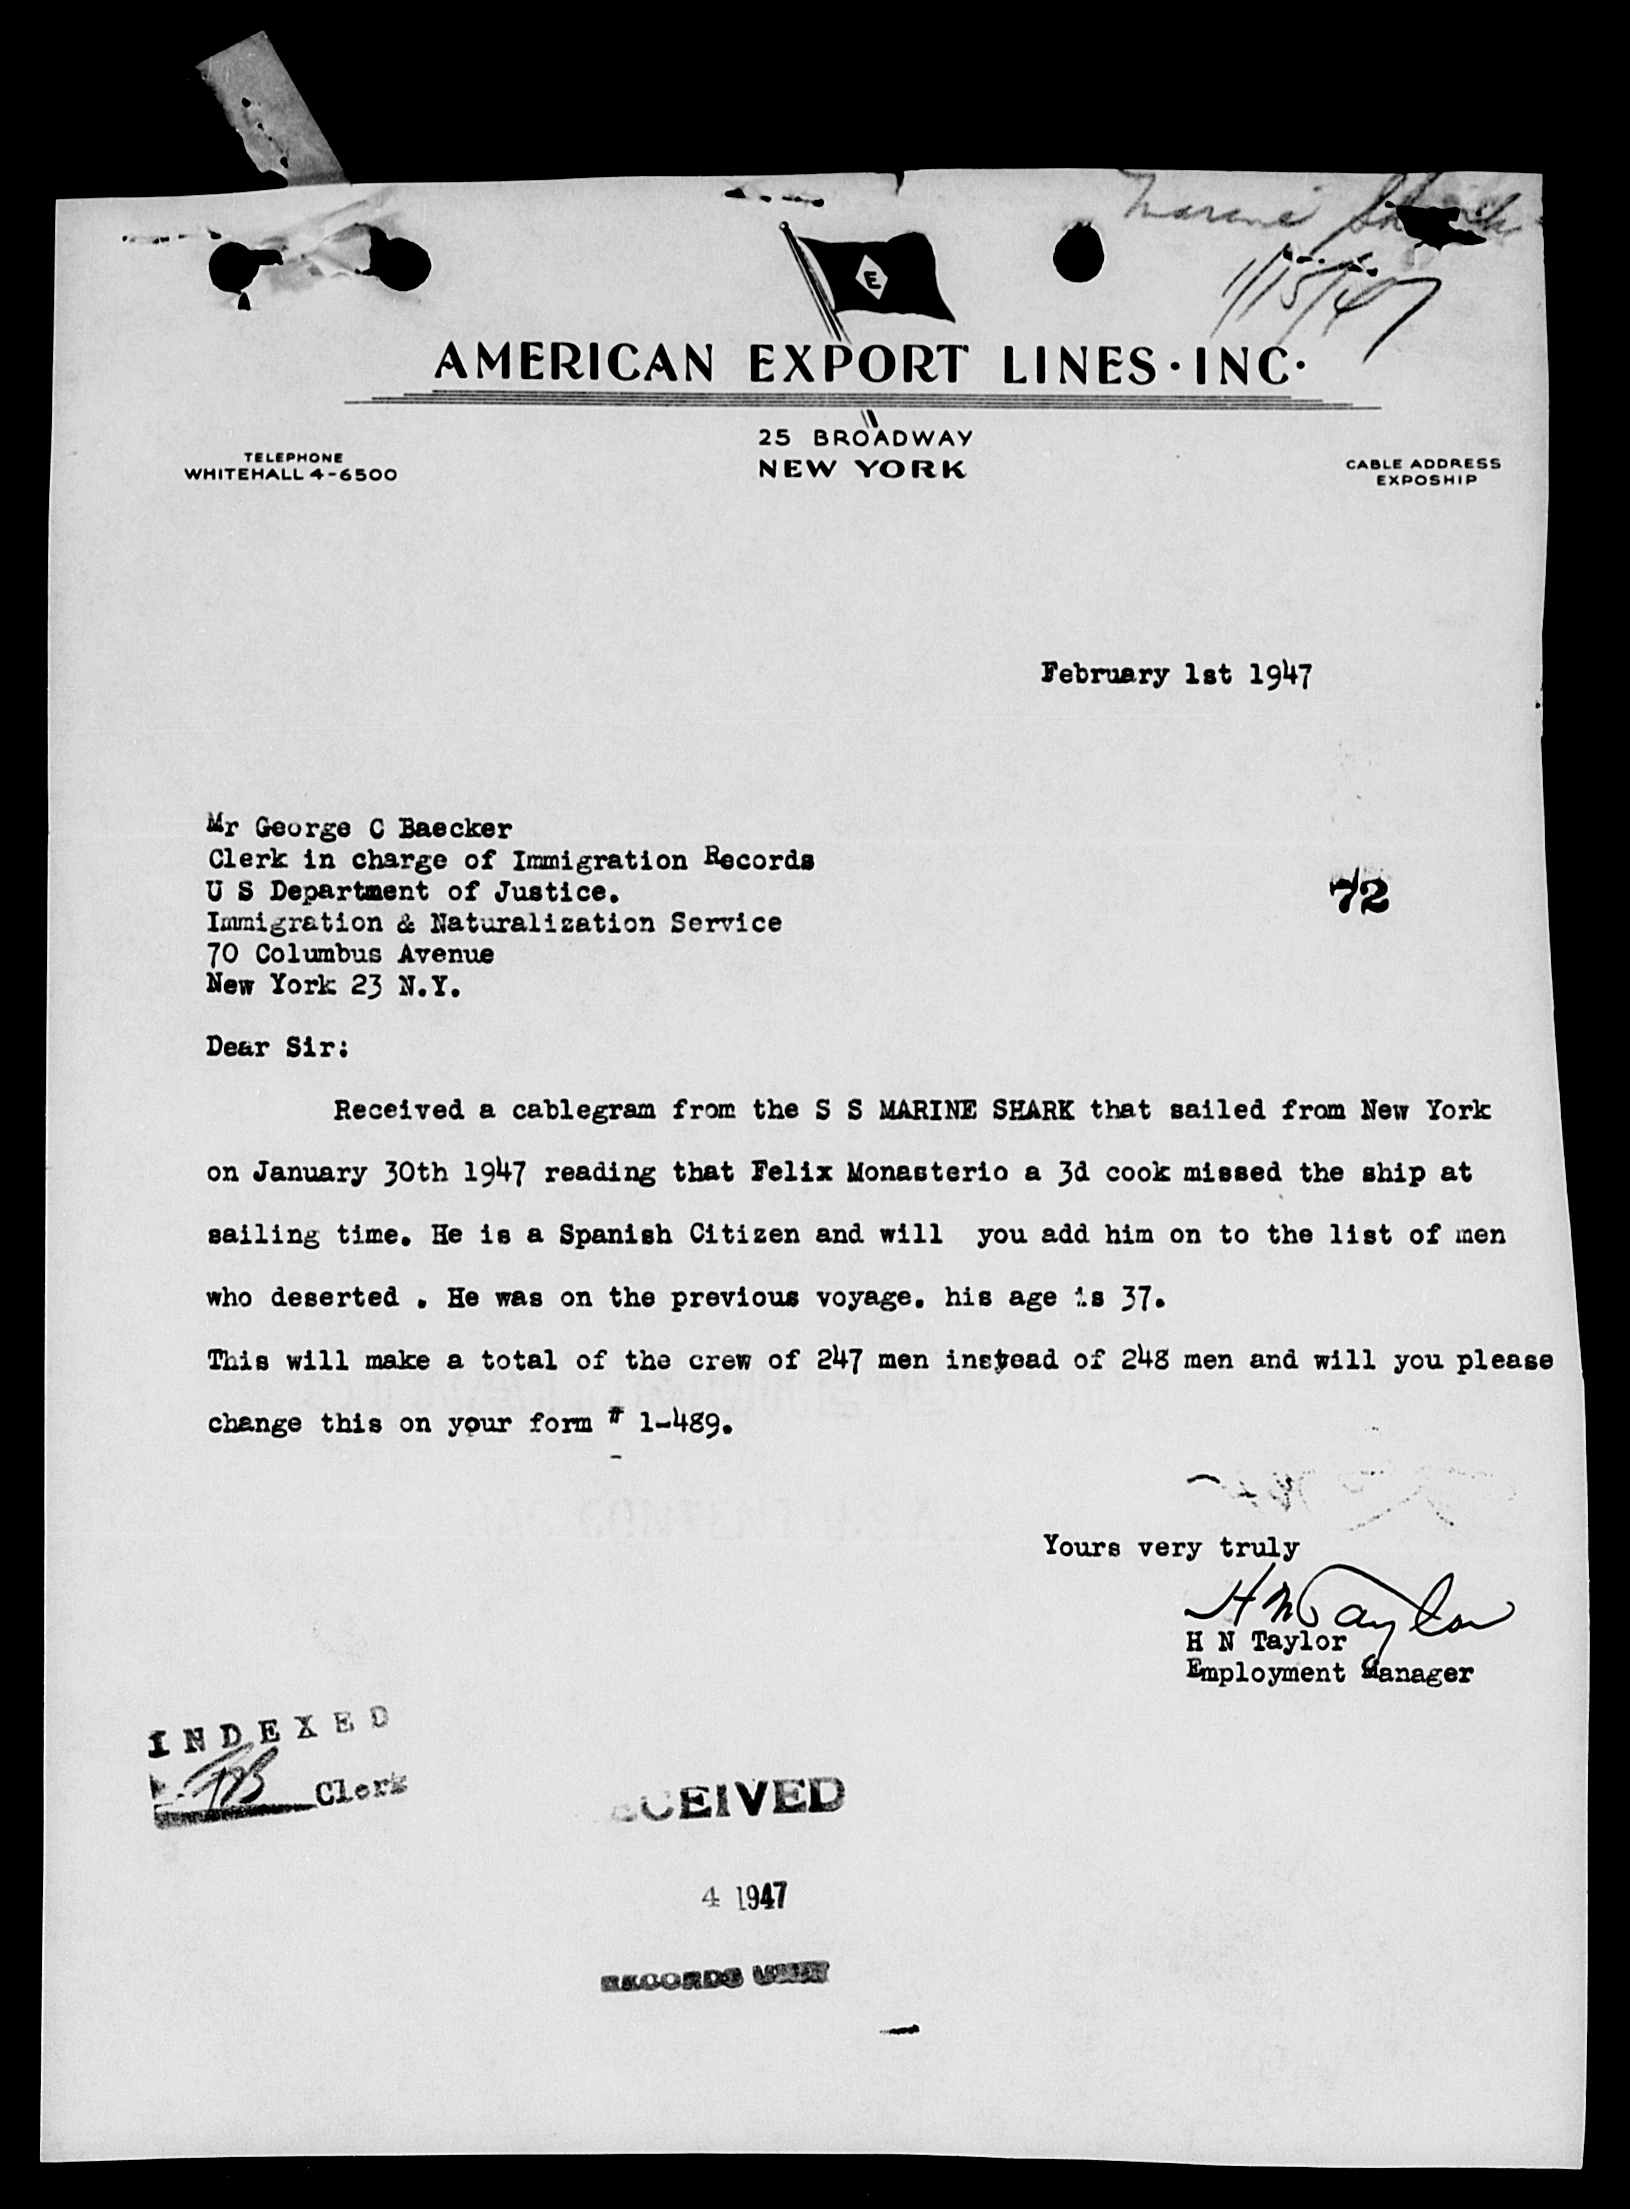 Marine Shark
1/15/47
E
AMERICAN EXPORT LINES·INC·
25 BROADWAY
NEW YORK
TELEPHONE
WHITEHALL 4-6500
CABLE ADDRESS
EXPOSHIP
February 1st 1947
Mr George C Baecker
Clerk in charge of Immigration Records
U S Department of Justice.
Immigration & Naturalization Service
70 Columbus Avenue
New York 23 N.Y.
72
Dear Sir:
Received a cablegram from the S S MARINE SHARK that sailed from New York
on January 30th 1947 reading that Felix Monasterio a 3d cook missed the ship at
sailing time. He is a Spanish Citizen and will you add him on to the list of men
who deserted . He was on the previous voyage. his age is 37.
This will make a total of the crew of 247 men instead of 248 men and will you please
change this on your form # 1-489.
Yours very truly
H N Taylor
H N Taylor
Employment Manager
INDEXED
Clerk
CEIVED
4 1947
RECORDS UNIT